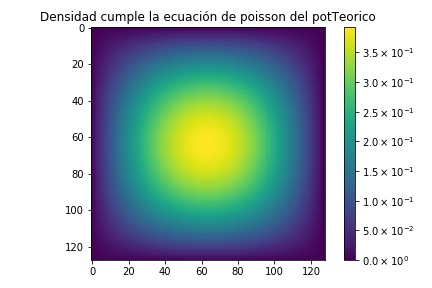 Densidad cumple la ecuación de poisson del potTeorico
0
20
40
60
80
100
120
0 20 40 60 80 100 120
3.5 × 10⁻¹
3.0 × 10⁻¹
2.0 × 10⁻¹
2.0 × 10⁻¹
1.0 × 10⁻¹
1.0 × 10⁻¹
5.0 × 10⁻²
0.0 × 10⁰